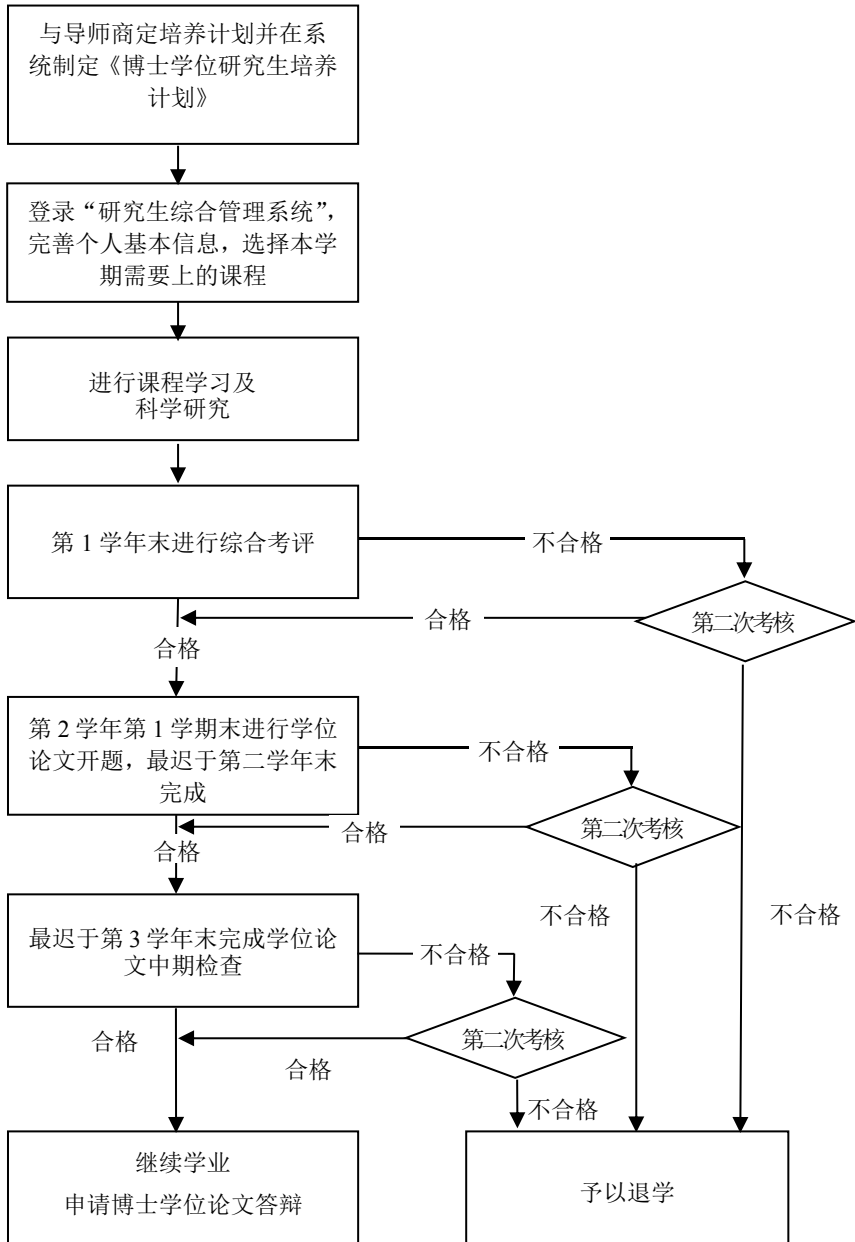 与导师商定培养计划并在系
统制定《博士学位研究生培养
计划》
登录“研究生综合管理系统”，
完善个人基本信息，选择本学
期需要上的课程
进行课程学习及
科学研究
第 1 学年末进行综合考评
不合格
第二次考核
合格
合格
第 2 学年第 1 学期末进行学位
论文开题，最迟于第二学年末
完成
不合格
第二次考核
合格
合格
不合格
不合格
最迟于第 3 学年末完成学位论
文中期检查
不合格
第二次考核
合格
合格
不合格
继续学业
申请博士学位论文答辩
予以退学